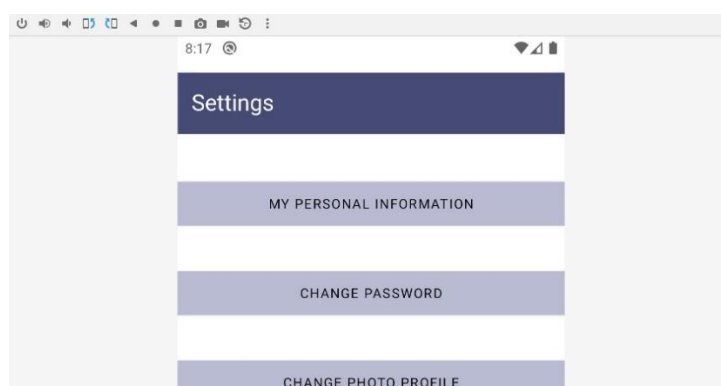 8:17
Settings
MY PERSONAL INFORMATION
CHANGE PASSWORD
CHANGE PHOTO PROFILE